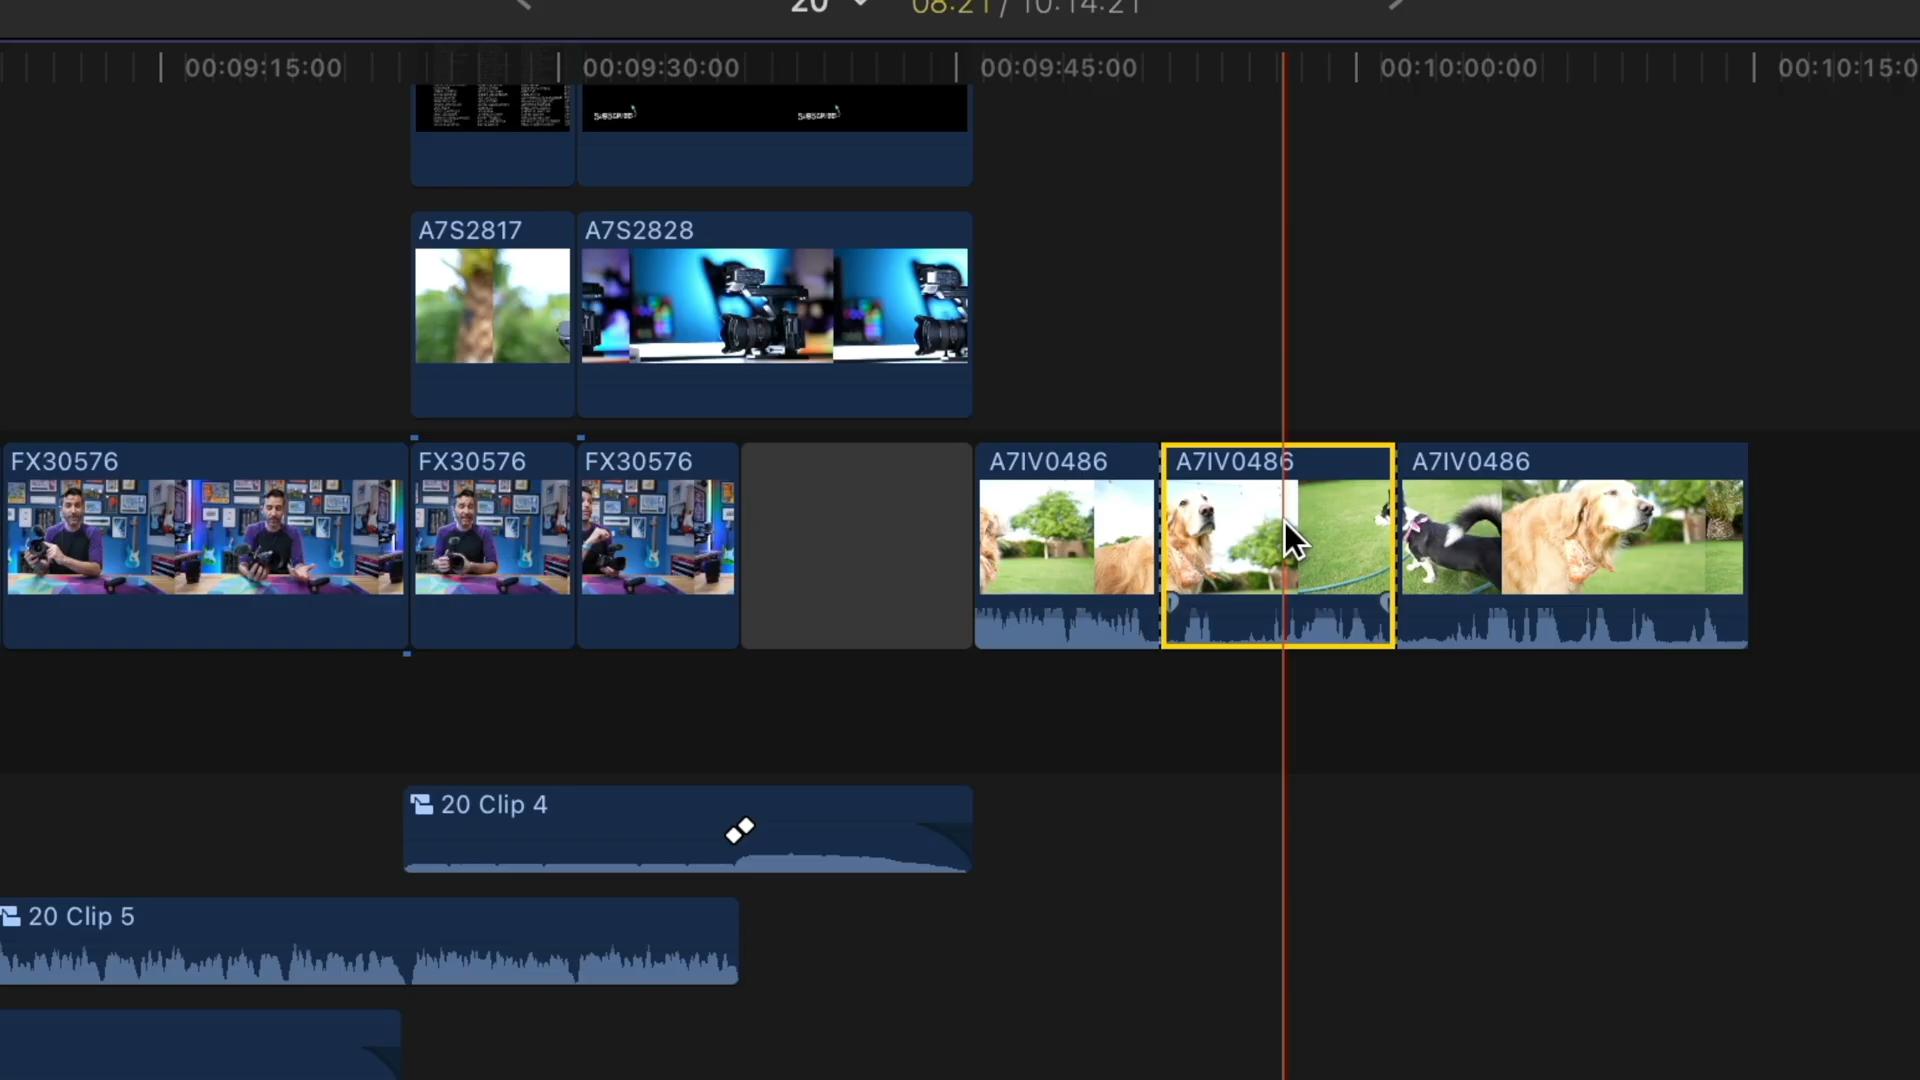 20 08:21 / 10:14:21
00:09:15:00 00:09:30:00 00:09:45:00 00:10:00:00 00:10:15:0
SUBSCRIBE SUBSCRIBE
A7S2817 A7S2828
FX30576 FX30576 FX30576 A7IV0486 A7IV0486 A7IV0486
20 Clip 4
20 Clip 5